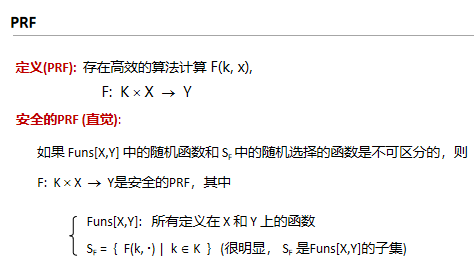 PRF
定义(PRF): 存在高效的算法计算 F(k, x),
F: K × X → Y
安全的PRF (直觉):
如果 Funs[X,Y] 中的随机函数和 S_F 中的随机选择的函数是不可区分的，则
F: K × X → Y是安全的PRF，其中
Funs[X,Y]: 所有定义在 X 和 Y 上的函数
S_F = { F(k, ·) | k ∈ K } (很明显， S_F 是Funs[X,Y]的子集)